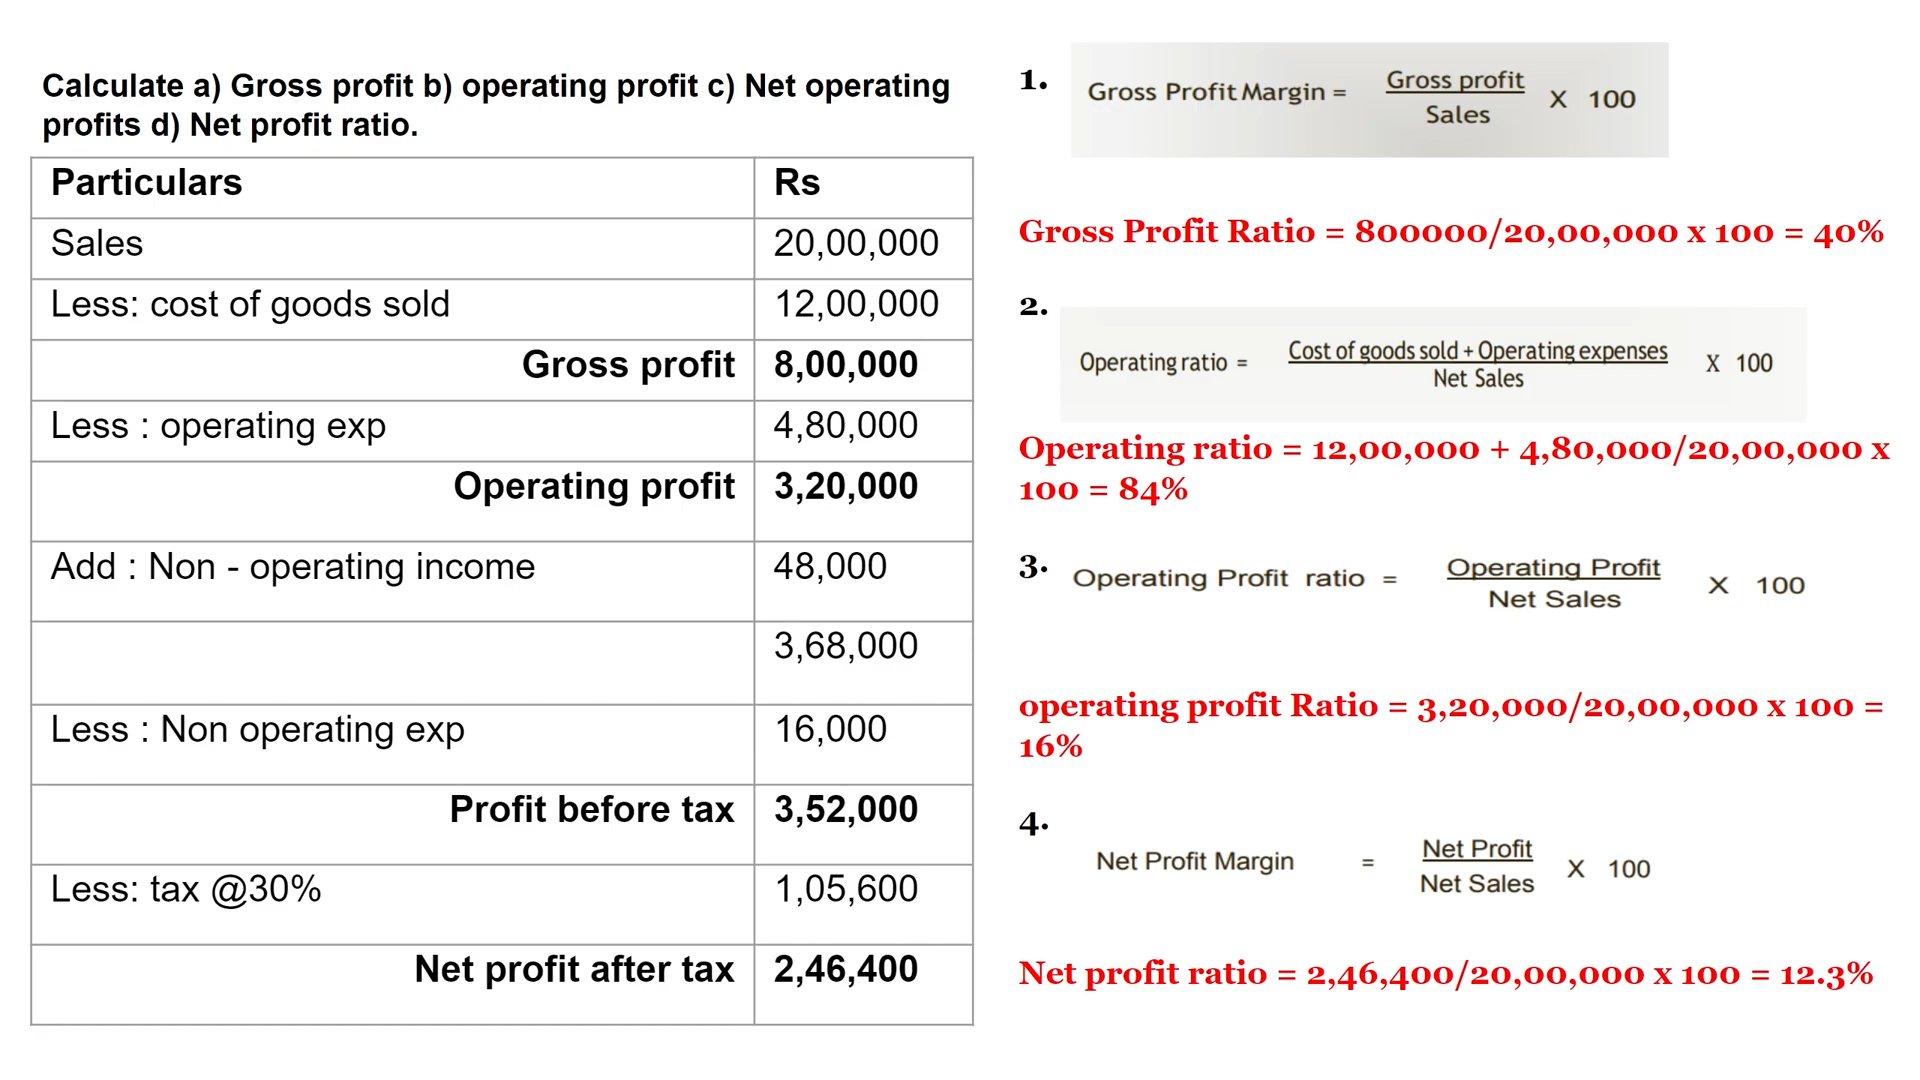 Calculate a) Gross profit b) operating profit c) Net operating
profits d) Net profit ratio.
Particulars Rs
Sales 20,00,000
Less: cost of goods sold 12,00,000
Gross profit 8,00,000
Less : operating exp 4,80,000
Operating profit 3,20,000
Add : Non - operating income 48,000
3,68,000
Less : Non operating exp 16,000
Profit before tax 3,52,000
Less: tax @30% 1,05,600
Net profit after tax 2,46,400
1. Gross Profit Margin = Gross profit X 100
Sales
Gross Profit Ratio = 800000/20,00,000 x 100 = 40%
2.
Operating ratio = Cost of goods sold + Operating expenses X 100
Net Sales
Operating ratio = 12,00,000 + 4,80,000/20,00,000 x
100 = 84%
3. Operating Profit ratio = Operating Profit X 100
Net Sales
operating profit Ratio = 3,20,000/20,00,000 x 100 =
16%
4.
Net Profit Margin = Net Profit X 100
Net Sales
Net profit ratio = 2,46,400/20,00,000 x 100 = 12.3%